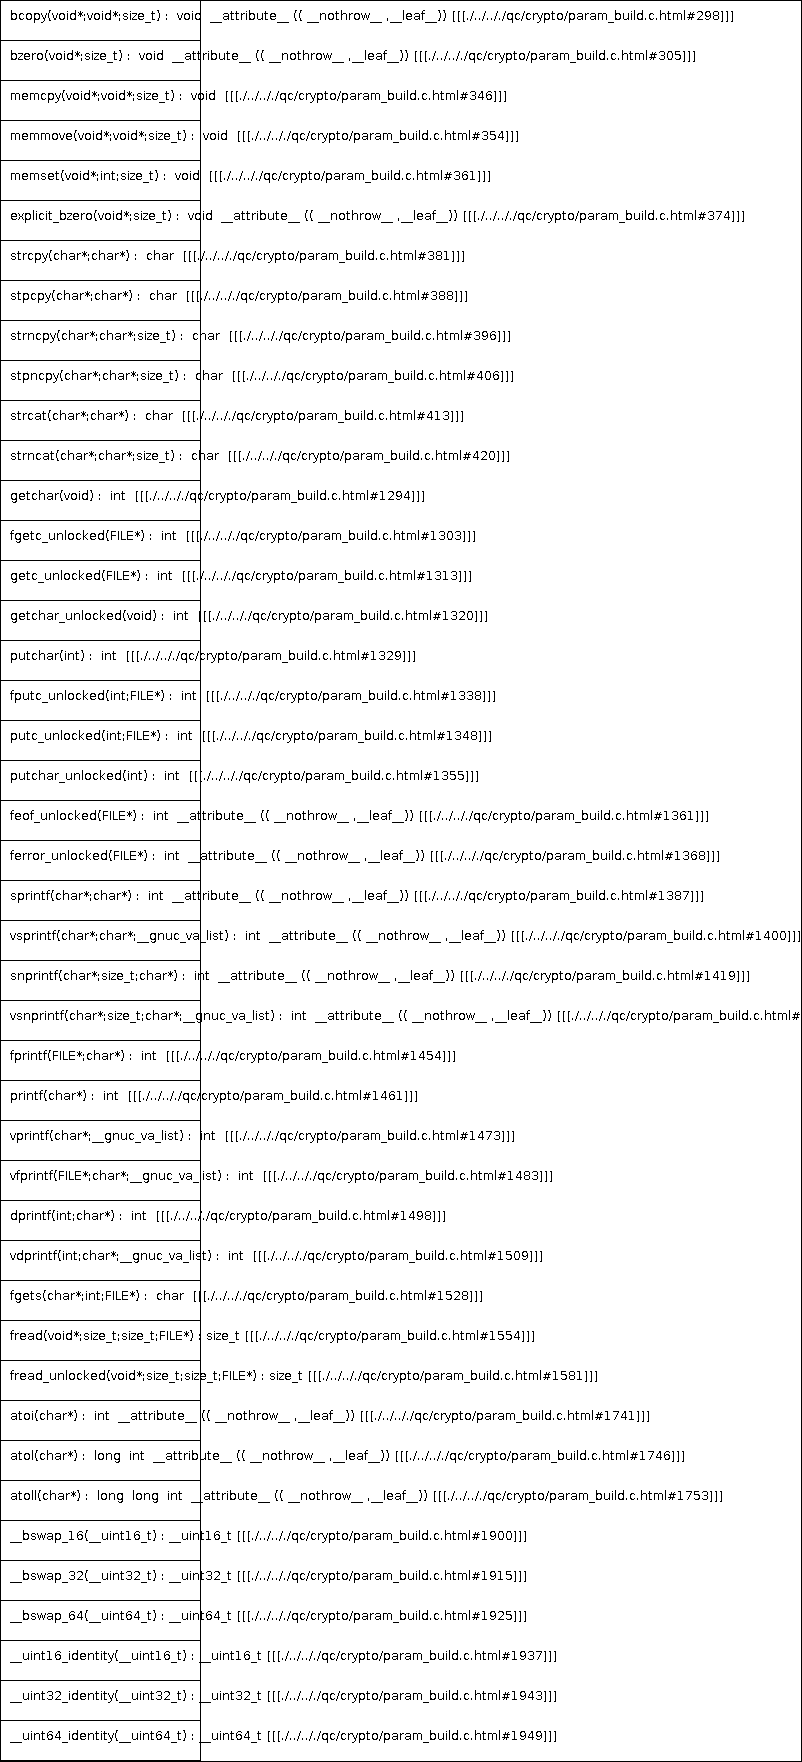 bcopy(void*;void*;size_t) : void __attribute__ (( __nothrow__ ,__leaf__)) [[[./../.././qc/crypto/param_build.c.html#298]]]
bzero(void*;size_t) : void __attribute__ (( __nothrow__ ,__leaf__)) [[[./../.././qc/crypto/param_build.c.html#305]]]
memcpy(void*;void*;size_t) : void [[[./../.././qc/crypto/param_build.c.html#346]]]
memmove(void*;void*;size_t) : void [[[./../.././qc/crypto/param_build.c.html#354]]]
memset(void*;int;size_t) : void [[[./../.././qc/crypto/param_build.c.html#361]]]
explicit_bzero(void*;size_t) : void __attribute__ (( __nothrow__ ,__leaf__)) [[[./../.././qc/crypto/param_build.c.html#374]]]
strcpy(char*;char*) : char [[[./../.././qc/crypto/param_build.c.html#381]]]
stpcpy(char*;char*) : char [[[./../.././qc/crypto/param_build.c.html#388]]]
strncpy(char*;char*;size_t) : char [[[./../.././qc/crypto/param_build.c.html#396]]]
stpncpy(char*;char*;size_t) : char [[[./../.././qc/crypto/param_build.c.html#406]]]
strcat(char*;char*) : char [[[./../.././qc/crypto/param_build.c.html#413]]]
strncat(char*;char*;size_t) : char [[[./../.././qc/crypto/param_build.c.html#420]]]
getchar(void) : int [[[./../.././qc/crypto/param_build.c.html#1294]]]
fgetc_unlocked(FILE*) : int [[[./../.././qc/crypto/param_build.c.html#1303]]]
getc_unlocked(FILE*) : int [[[./../.././qc/crypto/param_build.c.html#1313]]]
getchar_unlocked(void) : int [[[./../.././qc/crypto/param_build.c.html#1320]]]
putchar(int) : int [[[./../.././qc/crypto/param_build.c.html#1329]]]
fputc_unlocked(int;FILE*) : int [[[./../.././qc/crypto/param_build.c.html#1338]]]
putc_unlocked(int;FILE*) : int [[[./../.././qc/crypto/param_build.c.html#1348]]]
putchar_unlocked(int) : int [[[./../.././qc/crypto/param_build.c.html#1355]]]
feof_unlocked(FILE*) : int __attribute__ (( __nothrow__ ,__leaf__)) [[[./../.././qc/crypto/param_build.c.html#1361]]]
ferror_unlocked(FILE*) : int __attribute__ (( __nothrow__ ,__leaf__)) [[[./../.././qc/crypto/param_build.c.html#1368]]]
sprintf(char*;char*) : int __attribute__ (( __nothrow__ ,__leaf__)) [[[./../.././qc/crypto/param_build.c.html#1387]]]
vsprintf(char*;char*;__gnuc_va_list) : int __attribute__ (( __nothrow__ ,__leaf__)) [[[./../.././qc/crypto/param_build.c.html#1400]]]
snprintf(char*;size_t;char*) : int __attribute__ (( __nothrow__ ,__leaf__)) [[[./../.././qc/crypto/param_build.c.html#1419]]]
vsnprintf(char*;size_t;char*;__gnuc_va_list) : int __attribute__ (( __nothrow__ ,__leaf__)) [[[./../.././qc/crypto/param_build.c.html#
fprintf(FILE*;char*) : int [[[./../.././qc/crypto/param_build.c.html#1454]]]
printf(char*) : int [[[./../.././qc/crypto/param_build.c.html#1461]]]
vprintf(char*;__gnuc_va_list) : int [[[./../.././qc/crypto/param_build.c.html#1473]]]
vfprintf(FILE*;char*;__gnuc_va_list) : int [[[./../.././qc/crypto/param_build.c.html#1483]]]
dprintf(int;char*) : int [[[./../.././qc/crypto/param_build.c.html#1498]]]
vdprintf(int;char*;__gnuc_va_list) : int [[[./../.././qc/crypto/param_build.c.html#1509]]]
fgets(char*;int;FILE*) : char [[[./../.././qc/crypto/param_build.c.html#1528]]]
fread(void*;size_t;size_t;FILE*) : size_t [[[./../.././qc/crypto/param_build.c.html#1554]]]
fread_unlocked(void*;size_t;size_t;FILE*) : size_t [[[./../.././qc/crypto/param_build.c.html#1581]]]
atoi(char*) : int __attribute__ (( __nothrow__ ,__leaf__)) [[[./../.././qc/crypto/param_build.c.html#1741]]]
atol(char*) : long int __attribute__ (( __nothrow__ ,__leaf__)) [[[./../.././qc/crypto/param_build.c.html#1746]]]
atoll(char*) : long long int __attribute__ (( __nothrow__ ,__leaf__)) [[[./../.././qc/crypto/param_build.c.html#1753]]]
__bswap_16(__uint16_t) : __uint16_t [[[./../.././qc/crypto/param_build.c.html#1900]]]
__bswap_32(__uint32_t) : __uint32_t [[[./../.././qc/crypto/param_build.c.html#1915]]]
__bswap_64(__uint64_t) : __uint64_t [[[./../.././qc/crypto/param_build.c.html#1925]]]
__uint16_identity(__uint16_t) : __uint16_t [[[./../.././qc/crypto/param_build.c.html#1937]]]
__uint32_identity(__uint32_t) : __uint32_t [[[./../.././qc/crypto/param_build.c.html#1943]]]
__uint64_identity(__uint64_t) : __uint64_t [[[./../.././qc/crypto/param_build.c.html#1949]]]